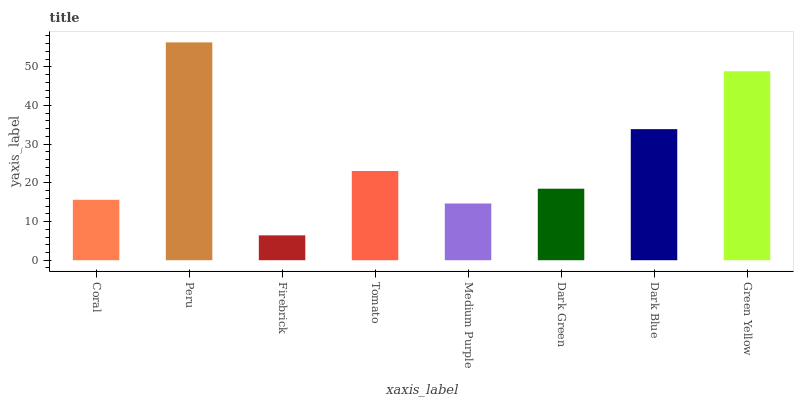 title
yaxis_label
50
40
30
20
10
0
Coral
Peru
Firebrick
Tomato
Medium Purple
Dark Green
Dark Blue
Green Yellow
xaxis_label